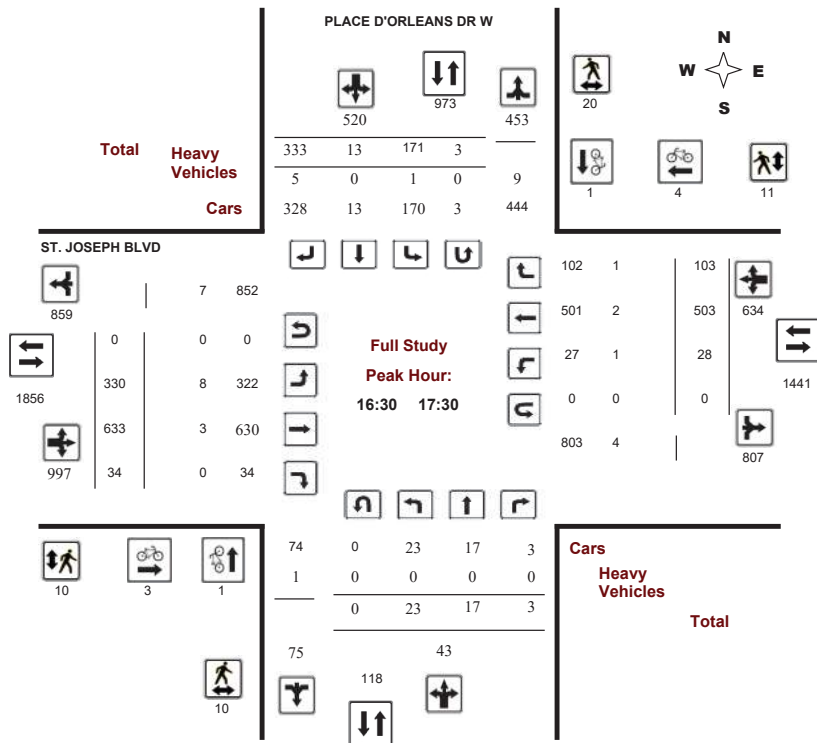 PLACE D'ORLEANS DR W
N
W E
S
973
520 453
20
Total Heavy Vehicles
333 13 171 3
5 0 1 0 9
Cars 328 13 170 3 444
1 4 11
ST. JOSEPH BLVD
7 852
859
0 0 0
330 8 322
1856
633 3 630
997 34 0 34
Full Study
Peak Hour:
16:30 17:30
102 1 103
501 2 503 634
27 1 28
1441
0 0 0
803 4 807
74 0 23 17 3 Cars
1 0 0 0 0 Heavy Vehicles
0 23 17 3 Total
10 3 1
75 43
118
10